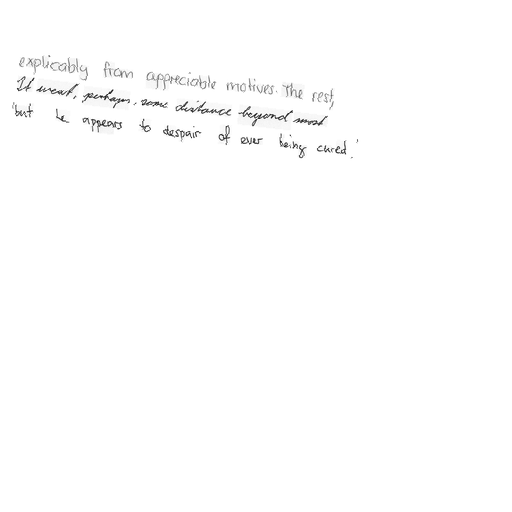 explicably from appreciable motives. The rest,
It went, perhaps, some distance beyond most
'but he appears to despair of ever being cured.'